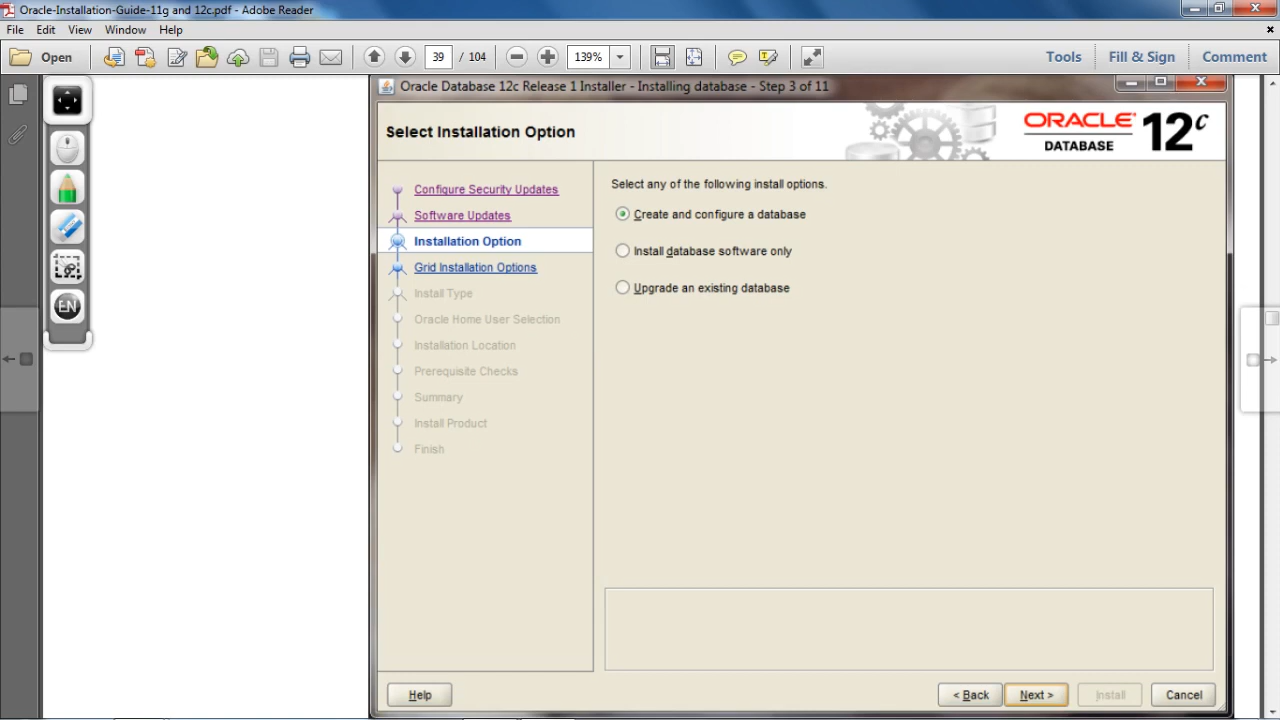 Oracle-Installation-Guide-11g and 12c.pdf - Adobe Reader
File Edit View Window Help
Open 39 / 104 139% Tools Fill & Sign Comment
Oracle Database 12c Release 1 Installer - Installing database - Step 3 of 11
Select Installation Option
ORACLE
DATABASE
12c
Configure Security Updates
Software Updates
Installation Option
Grid Installation Options
Install Type
Oracle Home User Selection
Installation Location
Prerequisite Checks
Summary
Install Product
Finish
Select any of the following install options.
Create and configure a database
Install database software only
Upgrade an existing database
EN
Help
< Back Next > Install Cancel